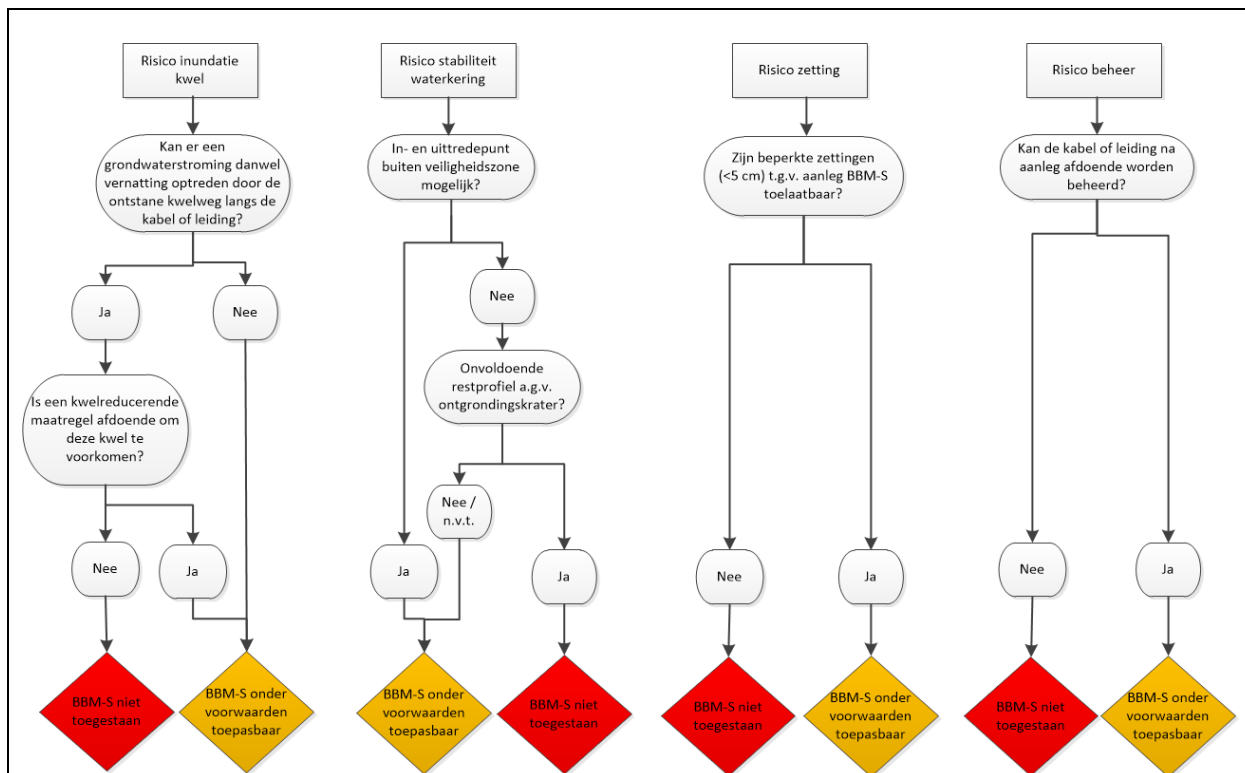 Risico inundatie
kwel
Kan er een
grondwaterstroming danwel
vernatting optreden door de
ontstane kwelweg langs de
kabel of leiding?
Ja
Nee
Is een kwelreducerende
maatregel afdoende om
deze kwel te
voorkomen?
Nee
Ja
BBM-S niet
toegestaan
BBM-S onder
voorwaarden
toepasbaar
Risico stabiliteit
waterkering
In- en uittredepunt
buiten veiligheidszone
mogelijk?
Nee
Onvoldoende
restprofiel a.g.v.
ontgrondingskrater?
Nee /
n.v.t.
Ja
Ja
BBM-S onder
voorwaarden
toepasbaar
BBM-S niet
toegestaan
Risico zetting
Zijn beperkte zettingen
(<5 cm) t.g.v. aanleg BBM-S
toelaatbaar?
Nee
Ja
BBM-S niet
toegestaan
BBM-S onder
voorwaarden
toepasbaar
Risico beheer
Kan de kabel of leiding na
aanleg afdoende worden
beheerd?
Nee
Ja
BBM-S niet
toegestaan
BBM-S onder
voorwaarden
toepasbaar